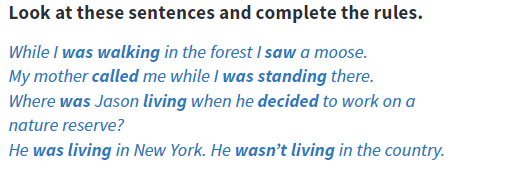 Look at these sentences and complete the rules.
While I was walking in the forest I saw a moose.
My mother called me while I was standing there.
Where was Jason living when he decided to work on a
nature reserve?
He was living in New York. He wasn’t living in the country.